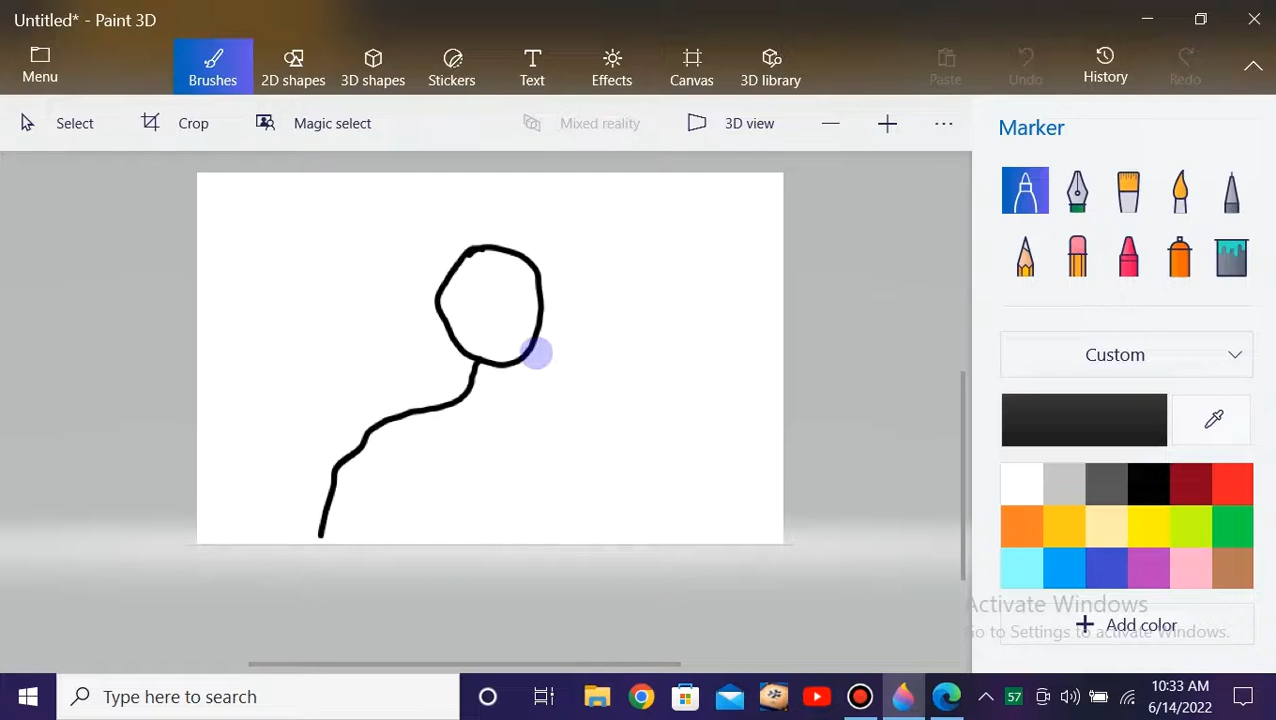 Untitled* - Paint 3D
Menu
Brushes
2D shapes
3D shapes
Stickers
Text
Effects
Canvas
3D library
Paste
Undo
History
Redo
Select
Crop
Magic select
Mixed reality
3D view
Marker
Custom
Activate Windows
Go to Settings to activate Windows.
Add color
Type here to search
57
10:33 AM
6/14/2022